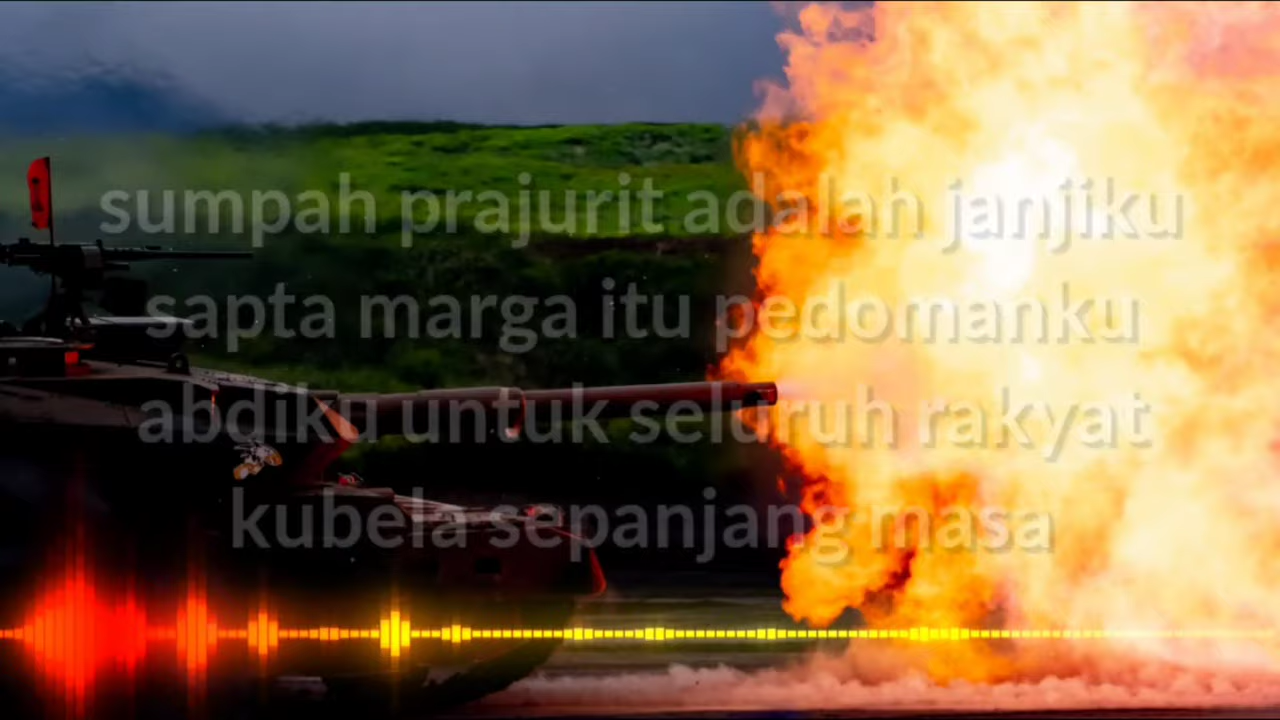 sumpah prajurit adalah janjiku
sapta marga itu pedomanku
abdiku untuk seluruh rakyat
kubela sepanjang masa